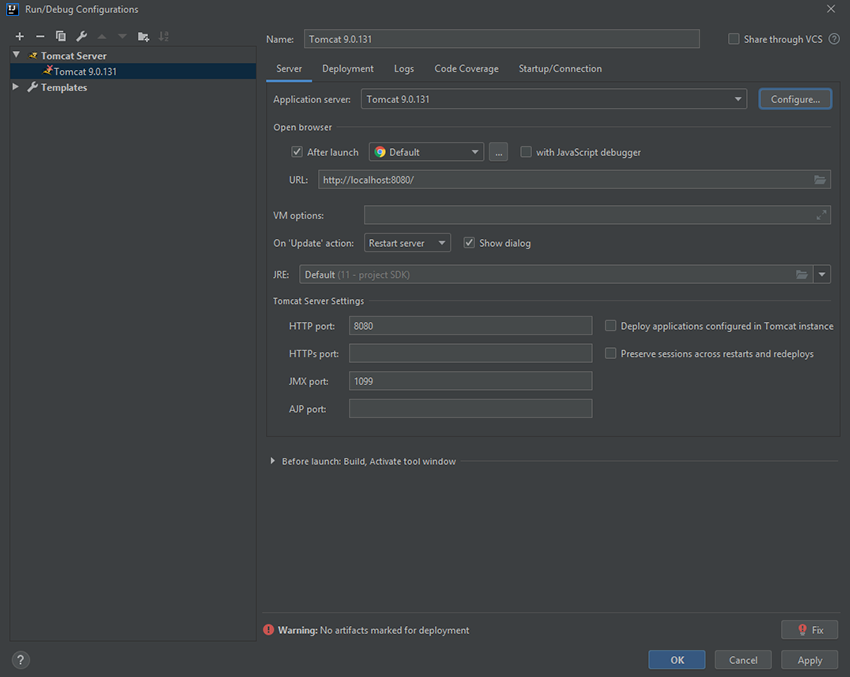 Run/Debug Configurations
Name: Tomcat 9.0.131 Share through VCS ?
Tomcat Server
Tomcat 9.0.131
Templates
Server Deployment Logs Code Coverage Startup/Connection
Application server: Tomcat 9.0.131 Configure...
Open browser
After launch Default ... with JavaScript debugger
URL: http://localhost:8080/
VM options:
On 'Update' action: Restart server Show dialog
JRE: Default (11 - project SDK)
Tomcat Server Settings
HTTP port: 8080 Deploy applications configured in Tomcat instance
HTTPs port: Preserve sessions across restarts and redeploys
JMX port: 1099
AJP port:
Before launch: Build, Activate tool window
Warning: No artifacts marked for deployment Fix
? OK Cancel Apply